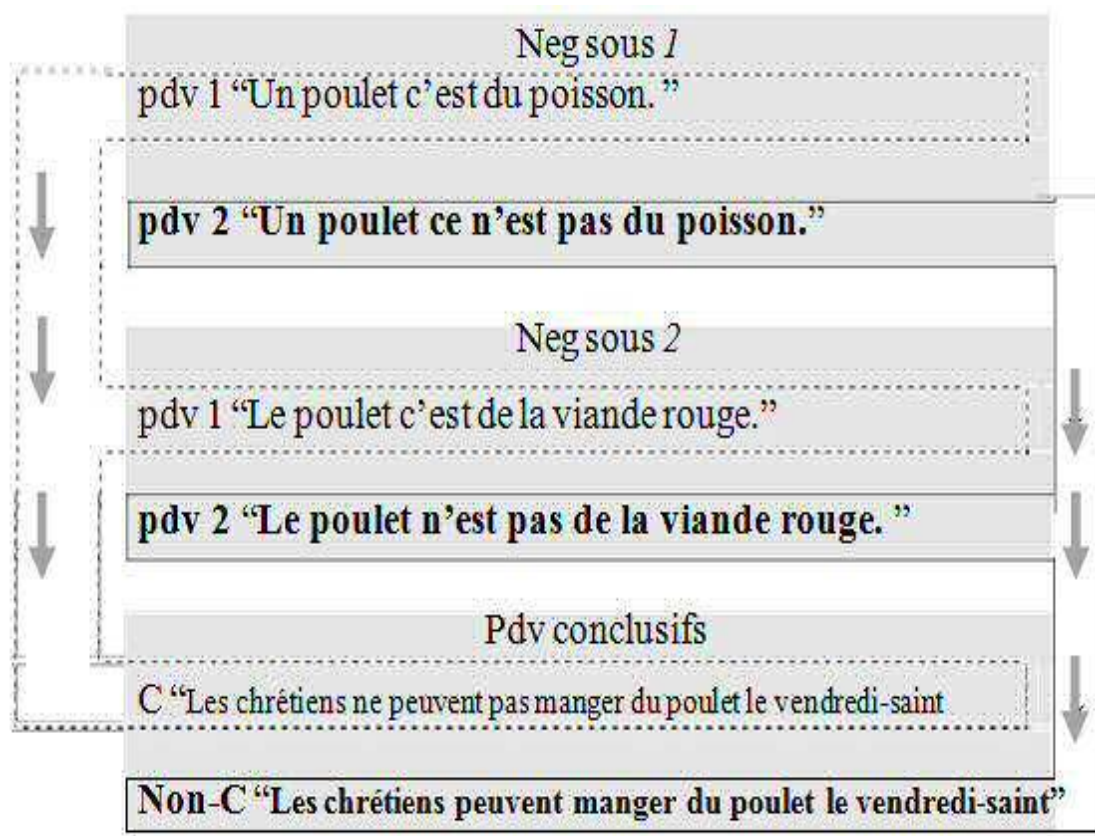 Neg sous 1
pdv 1 “Un poulet c’est du poisson. ”
pdv 2 “Un poulet ce n’est pas du poisson.”
Neg sous 2
pdv 1 “Le poulet c’est de la viande rouge.”
pdv 2 “Le poulet n’est pas de la viande rouge. ”
Pdv conclusifs
C “Les chrétiens ne peuvent pas manger du poulet le vendredi-saint
Non-C “Les chrétiens peuvent manger du poulet le vendredi-saint”